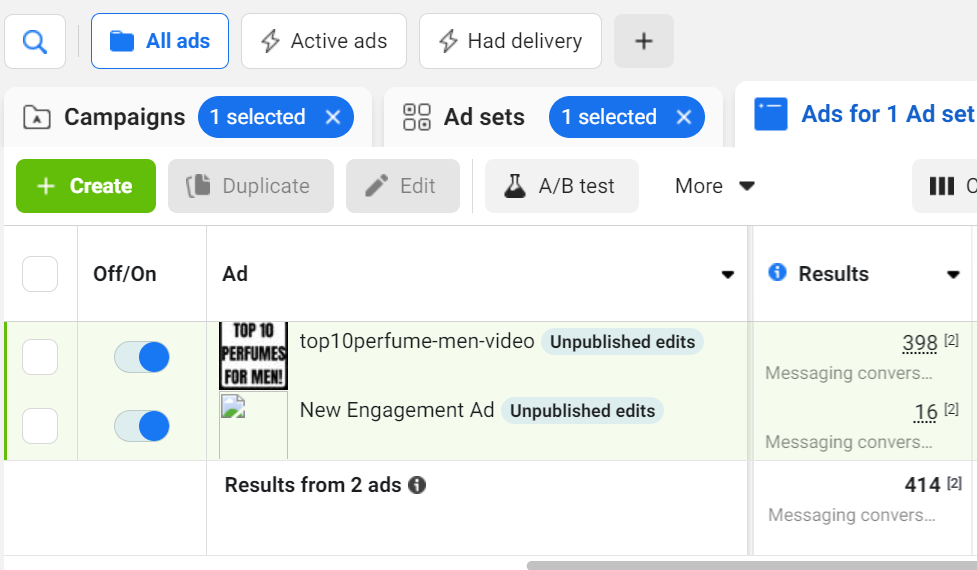 All ads
Active ads
Had delivery
+
Campaigns 1 selected ×
Ad sets 1 selected ×
Ads for 1 Ad set
+ Create
Duplicate
Edit
A/B test
More
Off/On
Ad
Results
TOP 10
PERFUMES
FOR MEN!
top10perfume-men-video Unpublished edits
398 [2]
Messaging convers...
New Engagement Ad Unpublished edits
16 [2]
Messaging convers...
Results from 2 ads
414 [2]
Messaging convers...